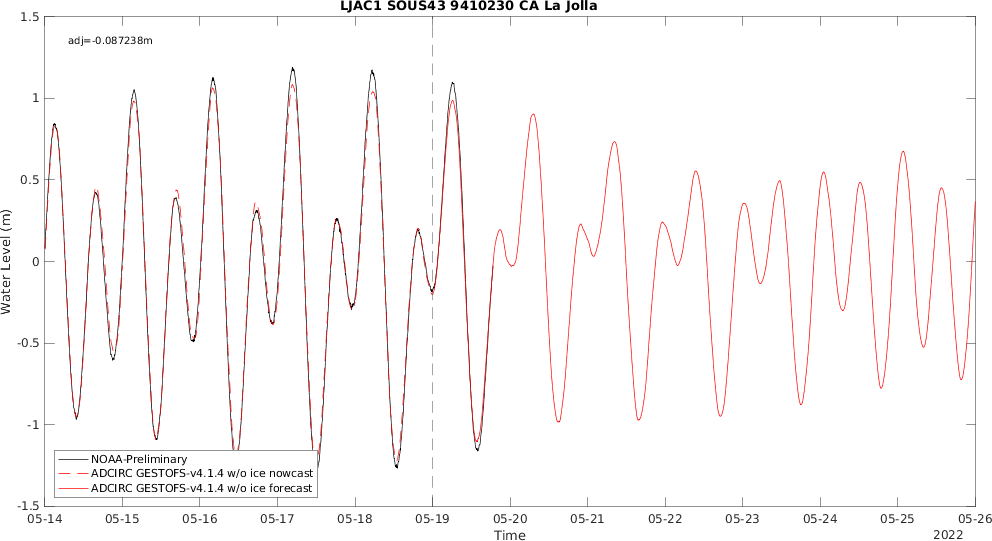 LJAC1 SOUS43 9410230 CA La Jolla
adj=-0.087238m
1.5
1
0.5
0
-0.5
-1
-1.5
Water Level (m)
NOAA-Preliminary
ADCIRC GESTOFS-v4.1.4 w/o ice nowcast
ADCIRC GESTOFS-v4.1.4 w/o ice forecast
05-14 05-15 05-16 05-17 05-18 05-19 05-20 05-21 05-22 05-23 05-24 05-25 05-26
Time
2022